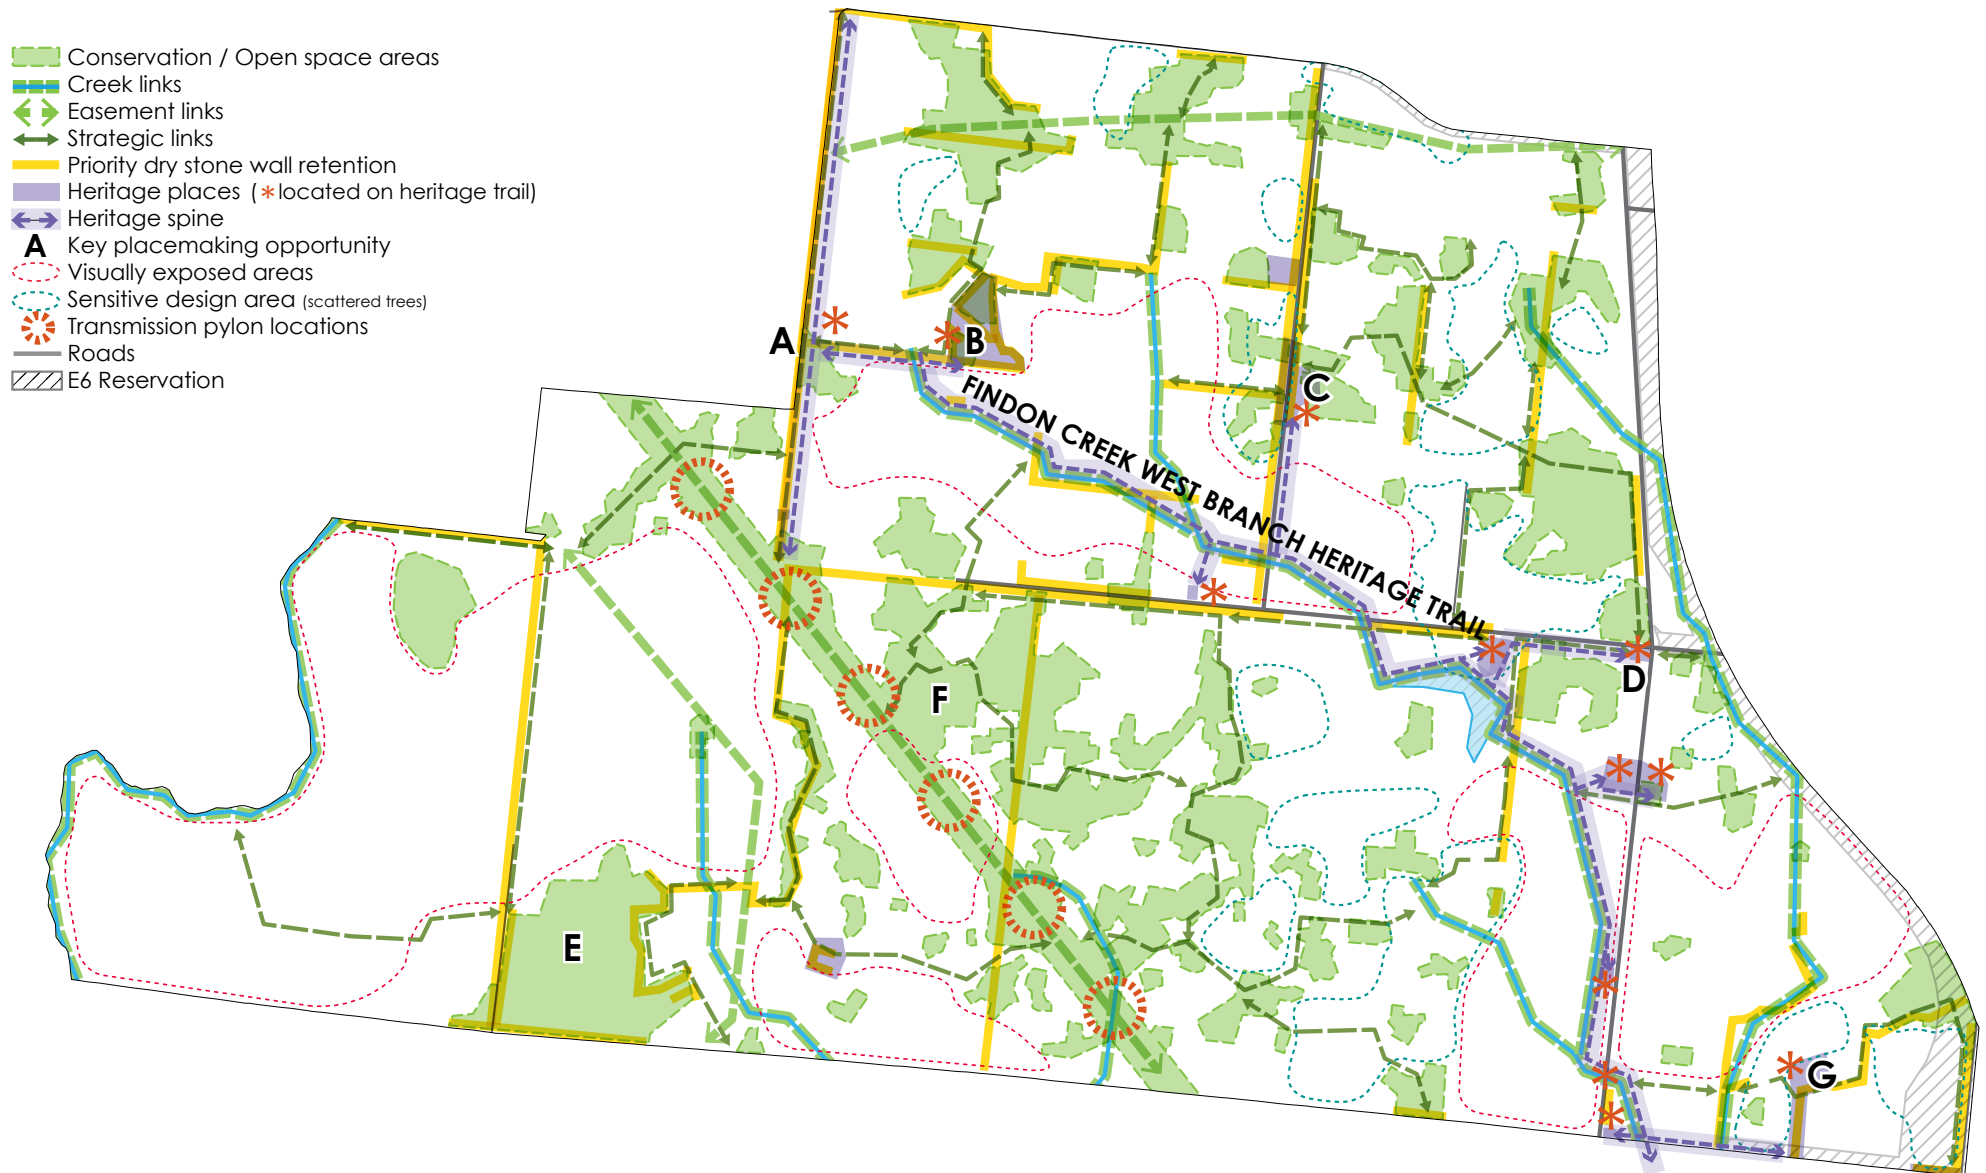 Conservation / Open space areas
Creek links
Easement links
Strategic links
Priority dry stone wall retention
Heritage places (*located on heritage trail)
Heritage spine
A Key placemaking opportunity
Visually exposed areas
Sensitive design area (scattered trees)
Transmission pylon locations
Roads
E6 Reservation
A
B
C
FINDON CREEK WEST BRANCH HERITAGE TRAIL
D
F
E
G